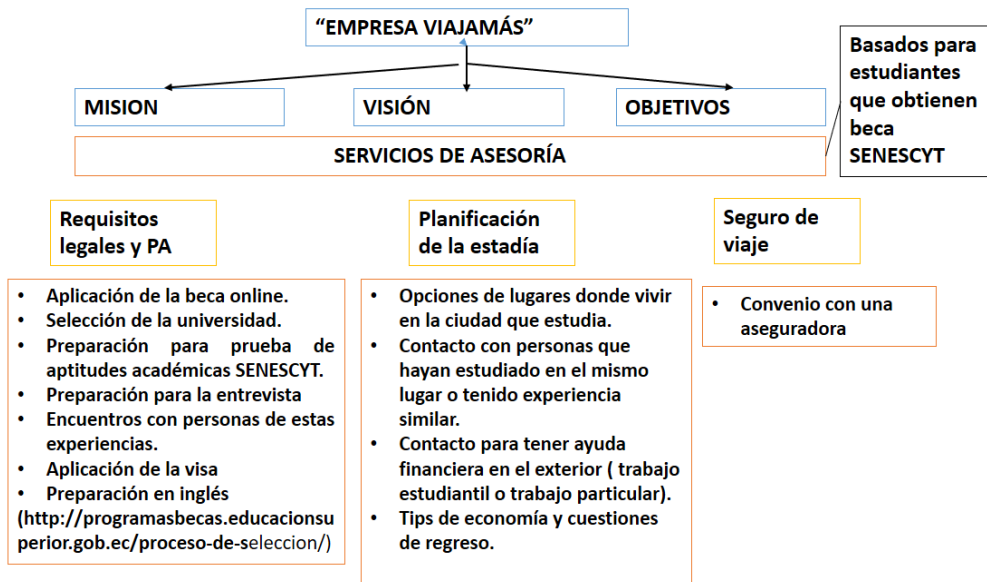 “EMPRESA VIAJAMÁS”
Basados para
estudiantes
que obtienen
beca
SENESCYT
MISION
VISIÓN
OBJETIVOS
SERVICIOS DE ASESORÍA
Requisitos
legales y PA
• Aplicación de la beca online.
• Selección de la universidad.
• Preparación para prueba de
aptitudes académicas SENESCYT.
• Preparación para la entrevista
• Encuentros con personas de estas
experiencias.
• Aplicación de la visa
• Preparación en inglés
(http://programasbecas.educacionsu
perior.gob.ec/proceso-de-seleccion/)
Planificación
de la estadía
• Opciones de lugares donde vivir
en la ciudad que estudia.
• Contacto con personas que
hayan estudiado en el mismo
lugar o tenido experiencia
similar.
• Contacto para tener ayuda
financiera en el exterior ( trabajo
estudiantil o trabajo particular).
• Tips de economía y cuestiones
de regreso.
Seguro de
viaje
• Convenio con una
aseguradora